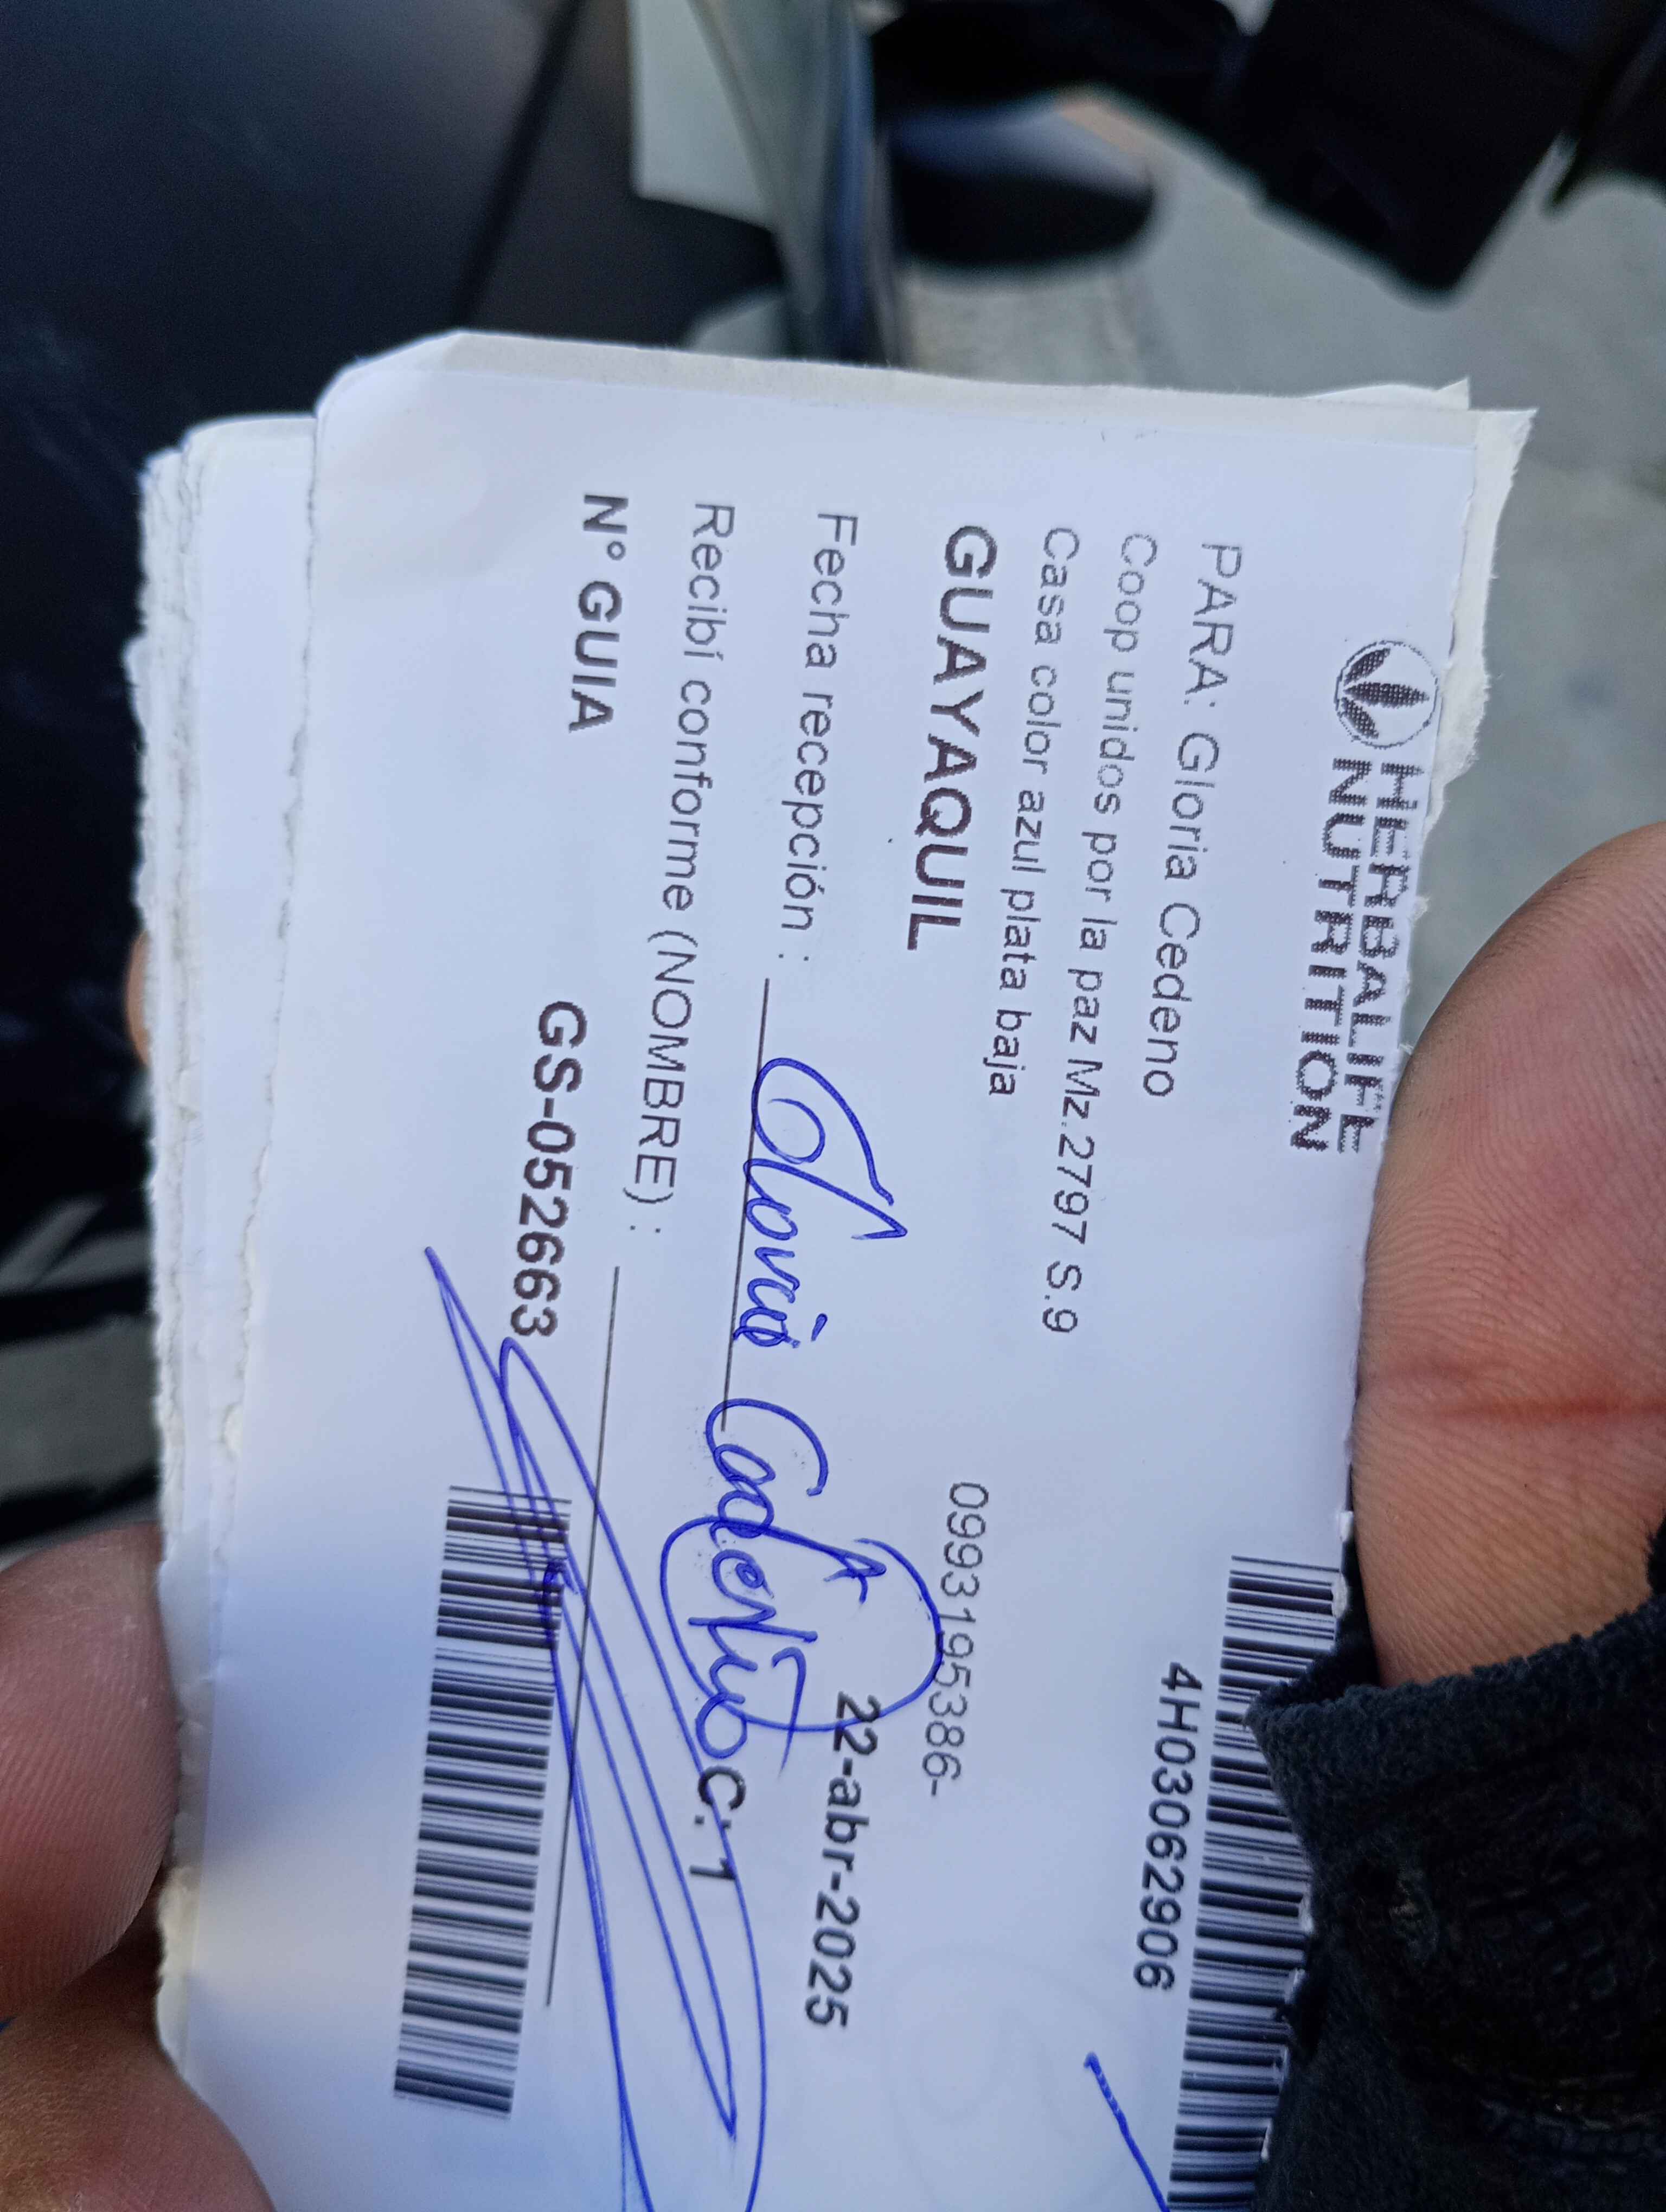 HERBALIFE
NUTRITION
4H03062906
PARA: Gloria Cedeno
Coop unidos por la paz Mz.2797 S.9
Casa color azul plata baja
0993195386-
GUAYAQUIL
22-abr-2025
Fecha recepción :
Gloria Cedeño
C: 1
Recibí conforme (NOMBRE) :
N° GUIA
GS-052663